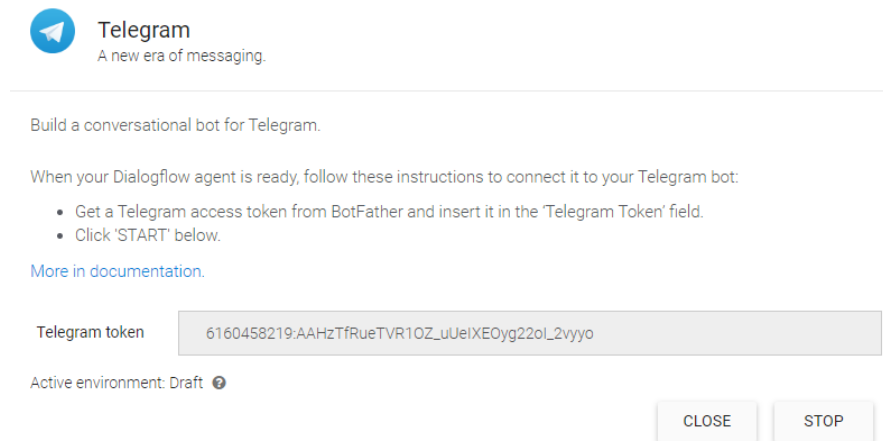 Telegram
A new era of messaging.
Build a conversational bot for Telegram.
When your Dialogflow agent is ready, follow these instructions to connect it to your Telegram bot:
• Get a Telegram access token from BotFather and insert it in the 'Telegram Token' field.
• Click 'START' below.
More in documentation.
Telegram token 6160458219:AAHzTfRueTVR1OZ_uUeIXEOyg22oI_2vyyo
Active environment: Draft ?
CLOSE STOP